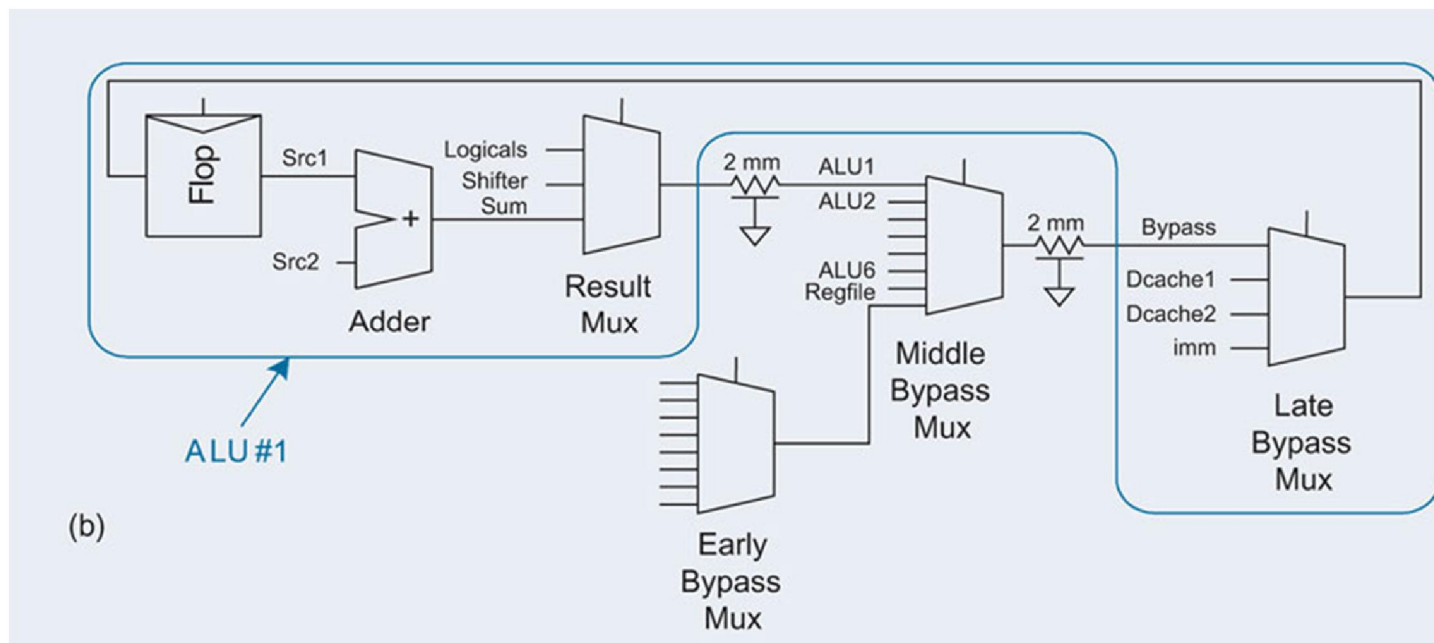 Flop
Src1
Src2
+
Adder
Logicals
Shifter
Sum
Result
Mux
2 mm
ALU1
ALU2
ALU6
Regfile
Middle
Bypass
Mux
2 mm
Bypass
Dcache1
Dcache2
imm
Late
Bypass
Mux
ALU #1
Early
Bypass
Mux
(b)